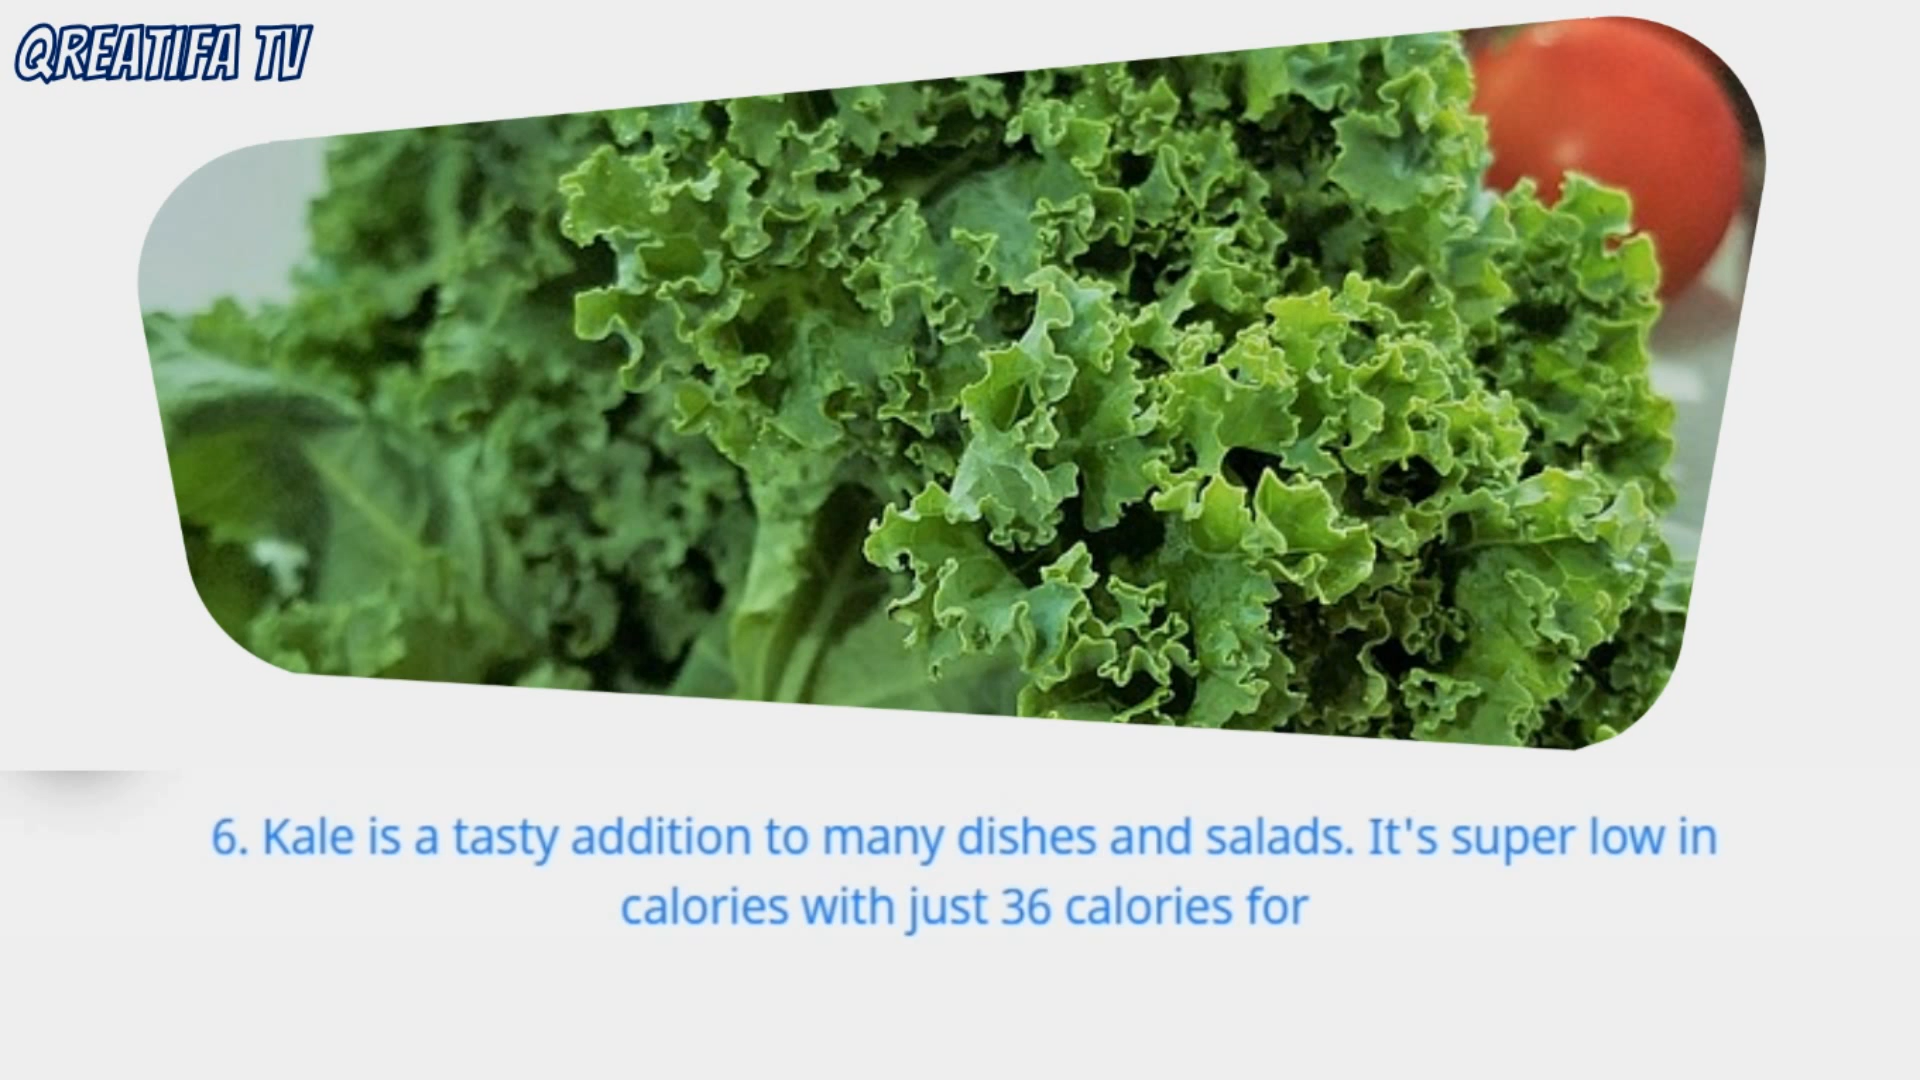 QREATIFA TV
6. Kale is a tasty addition to many dishes and salads. It's super low in
calories with just 36 calories for